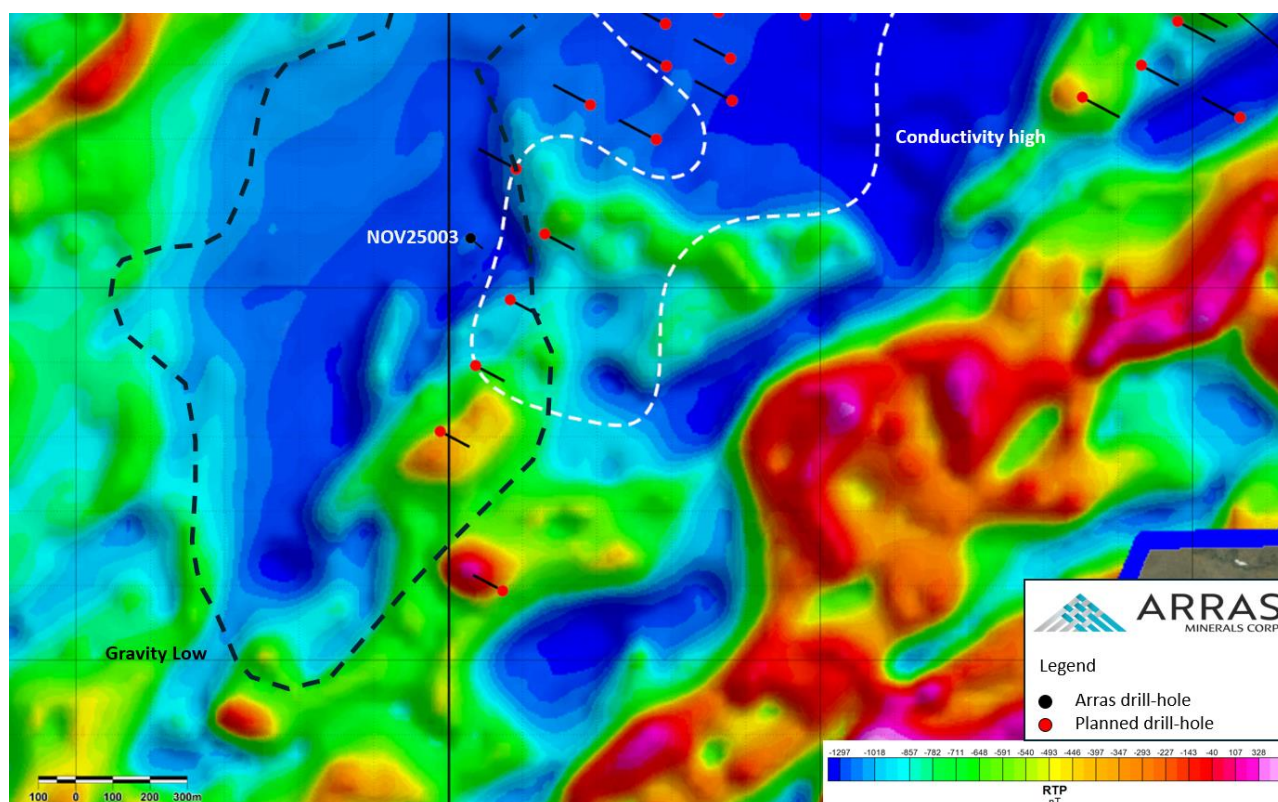 Conductivity high
NOV25003
Gravity Low
ARRAS
MINERALS CORP
Legend
Arras drill-hole
Planned drill-hole
-1297 -1018 -857 -782 -711 -648 -591 -540 -493 -446 -397 -347 -293 -227 -143 -40 107 328
RTP
nT
100 0 100 200 300m